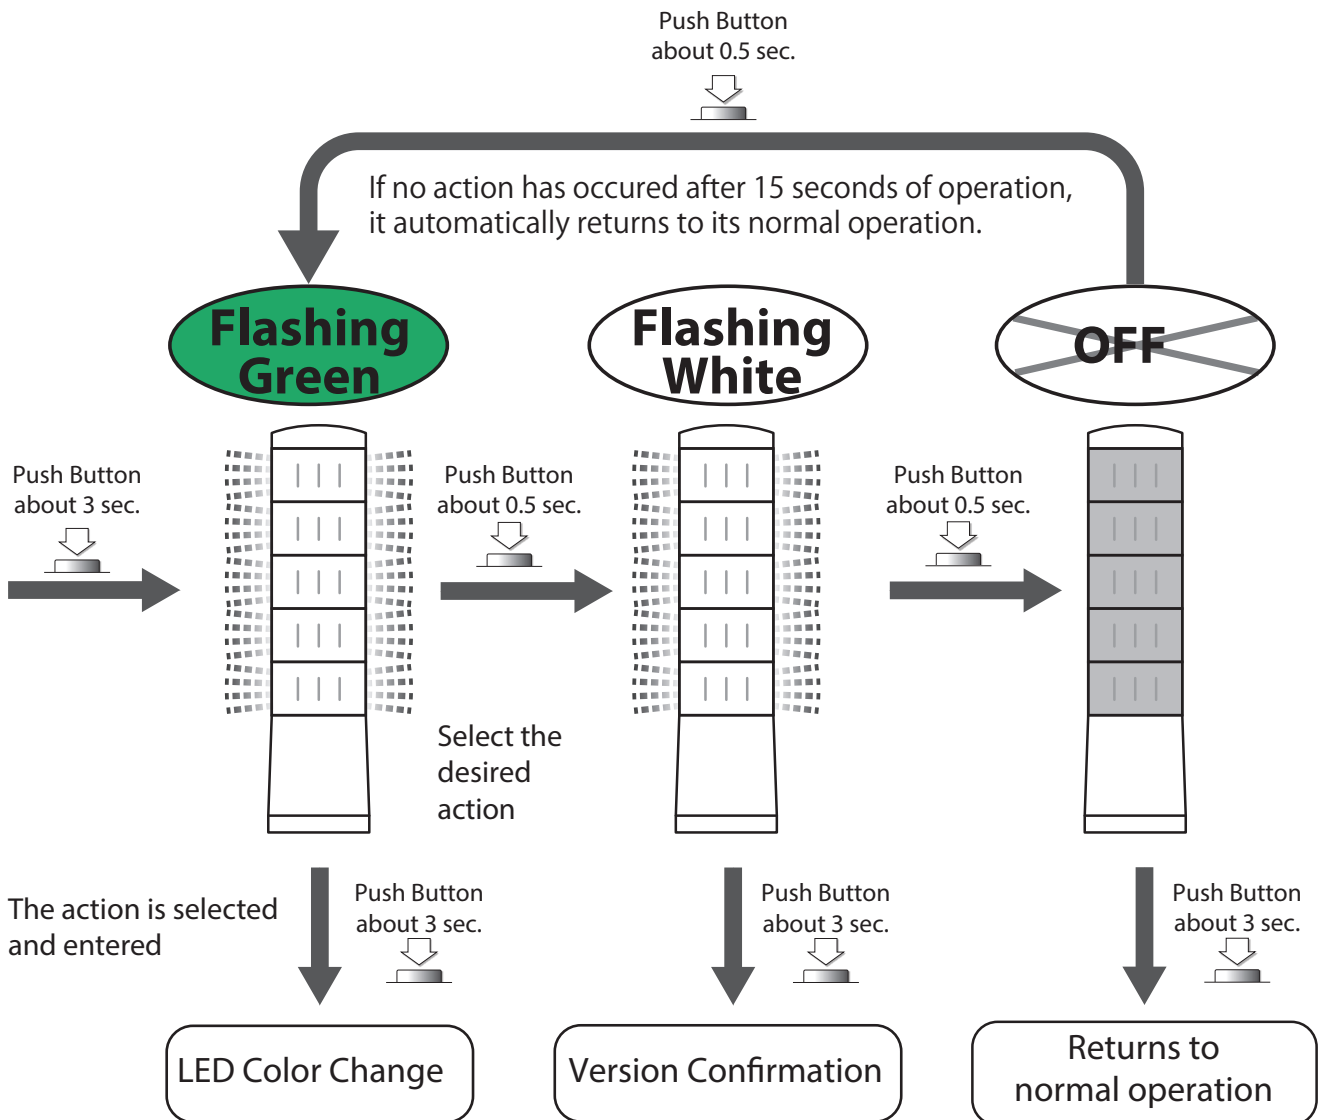 Push Button
about 0.5 sec.
If no action has occured after 15 seconds of operation,
it automatically returns to its normal operation.
Flashing
Green
Flashing
White
OFF
Push Button
about 3 sec.
Push Button
about 0.5 sec.
Push Button
about 0.5 sec.
Select the
desired
action
The action is selected
and entered
Push Button
about 3 sec.
Push Button
about 3 sec.
Push Button
about 3 sec.
LED Color Change
Version Confirmation
Returns to
normal operation